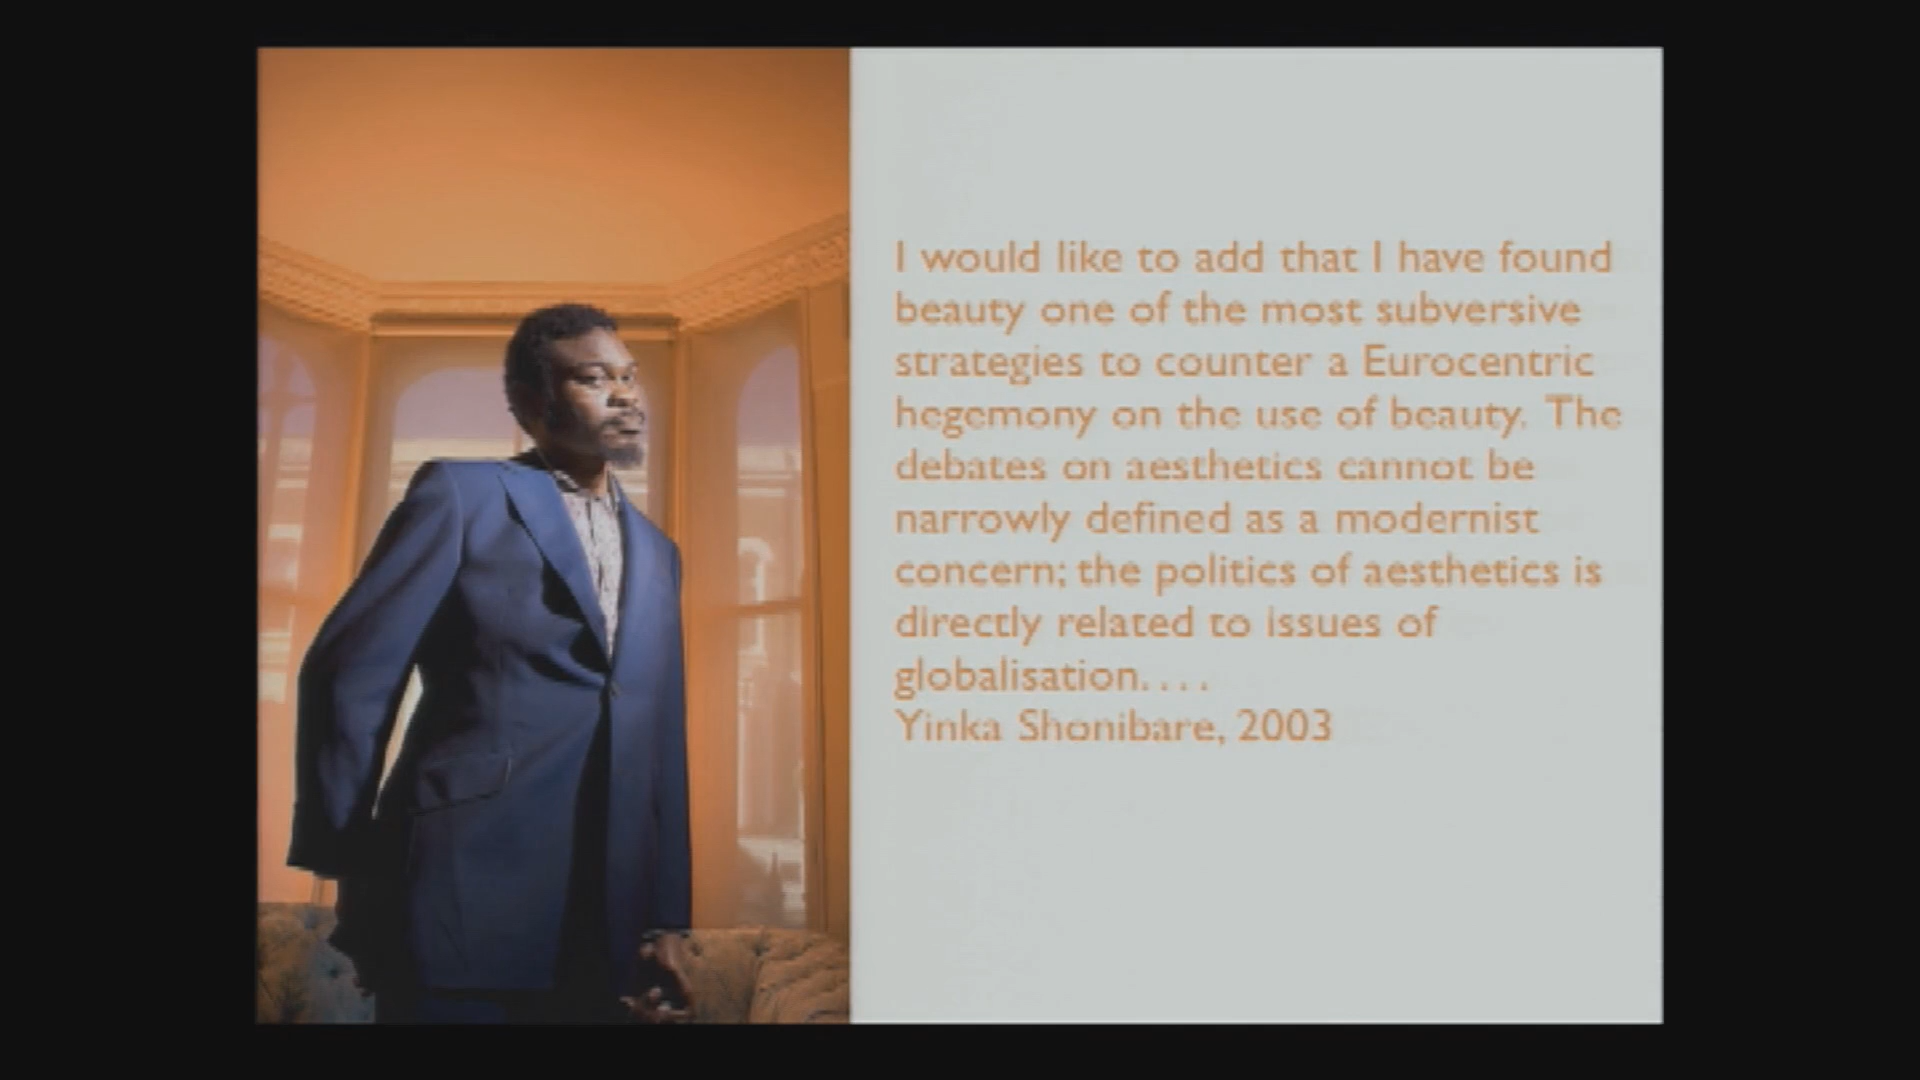 I would like to add that I have found
beauty one of the most subversive
strategies to counter a Eurocentric
hegemony on the use of beauty. The
debates on aesthetics cannot be
narrowly defined as a modernist
concern; the politics of aesthetics is
directly related to issues of
globalisation. . . .
Yinka Shonibare, 2003